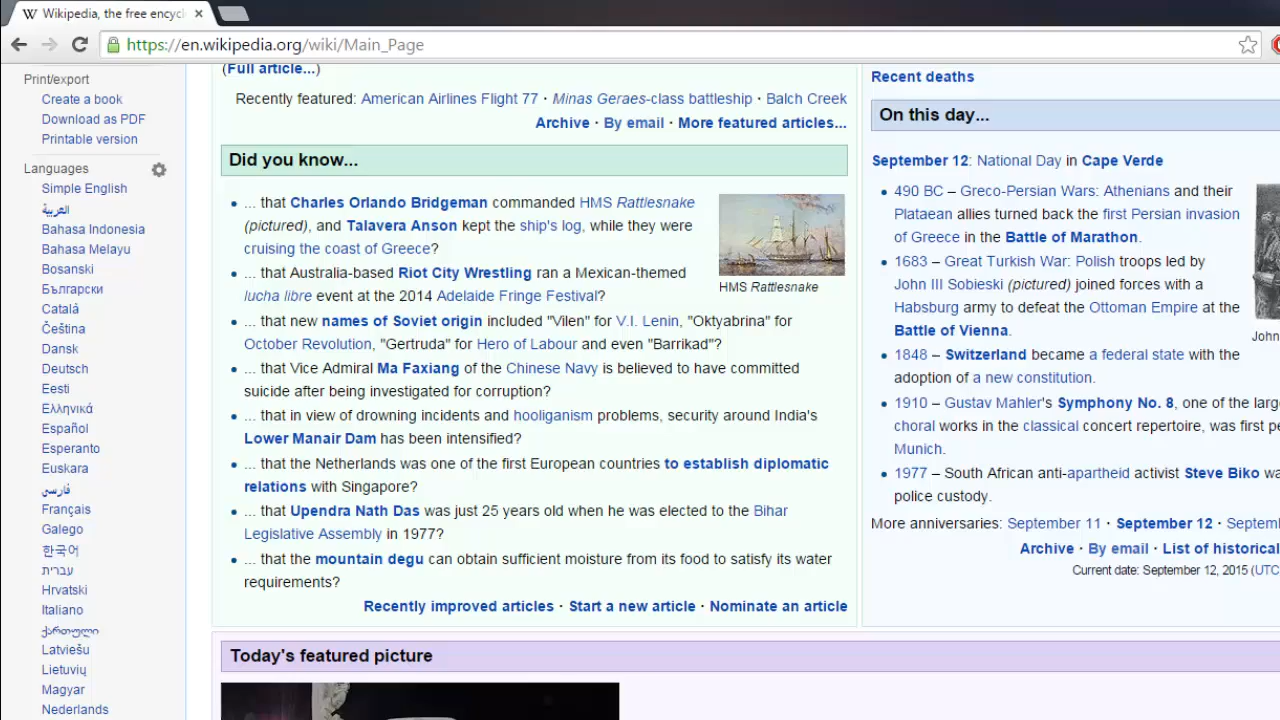 Wikipedia, the free encycl
https://en.wikipedia.org/wiki/Main_Page
Print/export
Create a book
Download as PDF
Printable version
Languages
Simple English
العربية
Bahasa Indonesia
Bahasa Melayu
Bosanski
Български
Català
Čeština
Dansk
Deutsch
Eesti
Ελληνικά
Español
Esperanto
Euskara
فارسی
Français
Galego
한국어
עברית
Hrvatski
Italiano
ქართული
Latviešu
Lietuvių
Magyar
Nederlands
(Full article...)
Recently featured: American Airlines Flight 77 · Minas Geraes-class battleship · Balch Creek
Archive · By email · More featured articles...
Did you know...
... that Charles Orlando Bridgeman commanded HMS Rattlesnake
(pictured), and Talavera Anson kept the ship's log, while they were
cruising the coast of Greece?
HMS Rattlesnake
... that Australia-based Riot City Wrestling ran a Mexican-themed
lucha libre event at the 2014 Adelaide Fringe Festival?
... that new names of Soviet origin included "Vilen" for V.I. Lenin, "Oktyabrina" for
October Revolution, "Gertruda" for Hero of Labour and even "Barrikad"?
... that Vice Admiral Ma Faxiang of the Chinese Navy is believed to have committed
suicide after being investigated for corruption?
... that in view of drowning incidents and hooliganism problems, security around India's
Lower Manair Dam has been intensified?
... that the Netherlands was one of the first European countries to establish diplomatic
relations with Singapore?
... that Upendra Nath Das was just 25 years old when he was elected to the Bihar
Legislative Assembly in 1977?
... that the mountain degu can obtain sufficient moisture from its food to satisfy its water
requirements?
Recently improved articles · Start a new article · Nominate an article
Today's featured picture
Recent deaths
On this day...
September 12: National Day in Cape Verde
490 BC – Greco-Persian Wars: Athenians and their
Plataean allies turned back the first Persian invasion
of Greece in the Battle of Marathon.
1683 – Great Turkish War: Polish troops led by
John III Sobieski (pictured) joined forces with a
Habsburg army to defeat the Ottoman Empire at the
Battle of Vienna.
John
1848 – Switzerland became a federal state with the
adoption of a new constitution.
1910 – Gustav Mahler's Symphony No. 8, one of the larg
choral works in the classical concert repertoire, was first pe
Munich.
1977 – South African anti-apartheid activist Steve Biko wa
police custody.
More anniversaries: September 11 · September 12 · Septem
Archive · By email · List of historical
Current date: September 12, 2015 (UTC